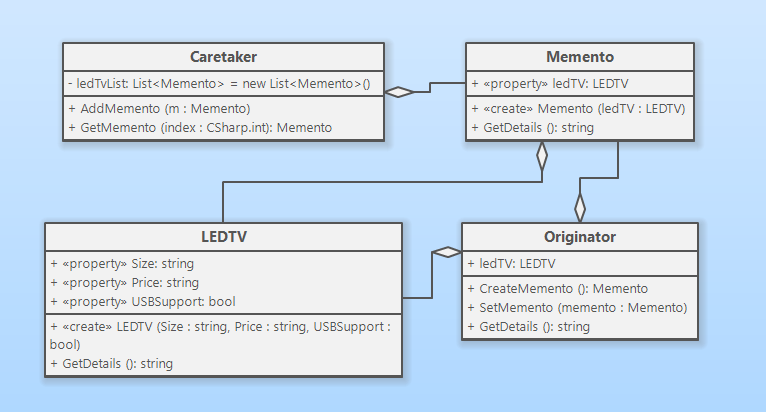 Caretaker
- ledTvList: List<Memento> = new List<Memento>()
+ AddMemento (m : Memento)
+ GetMemento (index : CSharp.int): Memento
Memento
+ «property» ledTV: LEDTV
+ «create» Memento (ledTV : LEDTV)
+ GetDetails (): string
LEDTV
+ «property» Size: string
+ «property» Price: string
+ «property» USBSupport: bool
+ «create» LEDTV (Size : string, Price : string, USBSupport :
bool)
+ GetDetails (): string
Originator
+ ledTV: LEDTV
+ CreateMemento (): Memento
+ SetMemento (memento : Memento)
+ GetDetails (): string